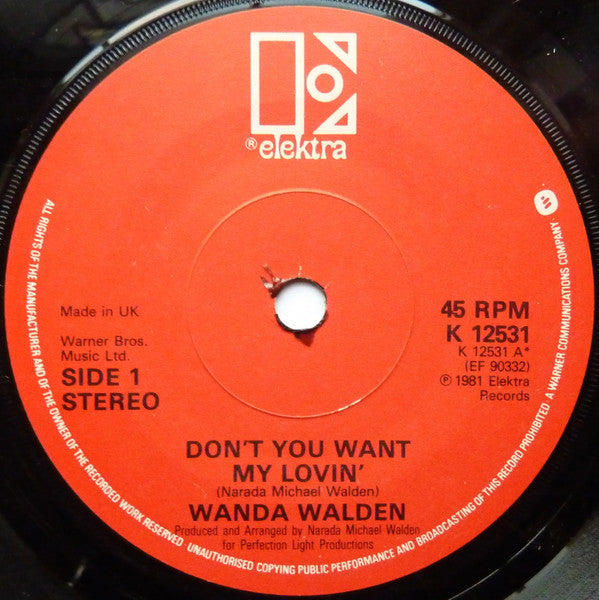 ® elektra
Made in UK
Warner Bros.
Music Ltd.
SIDE 1
STEREO
45 RPM
K 12531
K 12531 A*
(EF 90332)
℗ 1981 Elektra
Records
DON'T YOU WANT
MY LOVIN'
(Narada Michael Walden)
WANDA WALDEN
Produced and Arranged by Narada Michael Walden
for Perfection Light Productions
ALL RIGHTS OF THE MANUFACTURER AND OF THE OWNER OF THE RECORDED WORK RESERVED. UNAUTHORISED COPYING PUBLIC PERFORMANCE AND BROADCASTING OF THIS RECORD PROHIBITED. A WARNER COMMUNICATIONS COMPANY